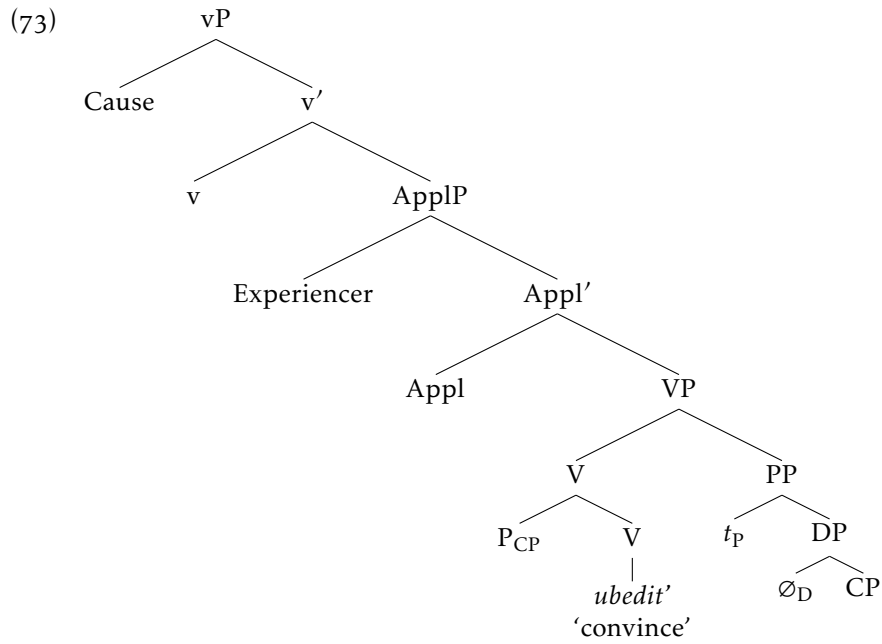 (73) vP
Cause v′
v ApplP
Experiencer Appl′
Appl VP
V PP
P_CP V t_P DP
ubedit' ∅_D CP
'convince'